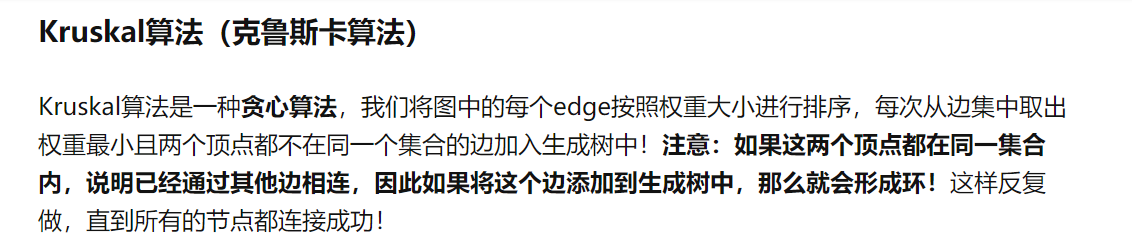 Kruskal算法（克鲁斯卡算法）
Kruskal算法是一种贪心算法，我们将图中的每个edge按照权重大小进行排序，每次从边集中取出
权重最小且两个顶点都不在同一个集合的边加入生成树中！注意：如果这两个顶点都在同一集合
内，说明已经通过其他边相连，因此如果将这个边添加到生成树中，那么就会形成环！这样反复
做，直到所有的节点都连接成功！